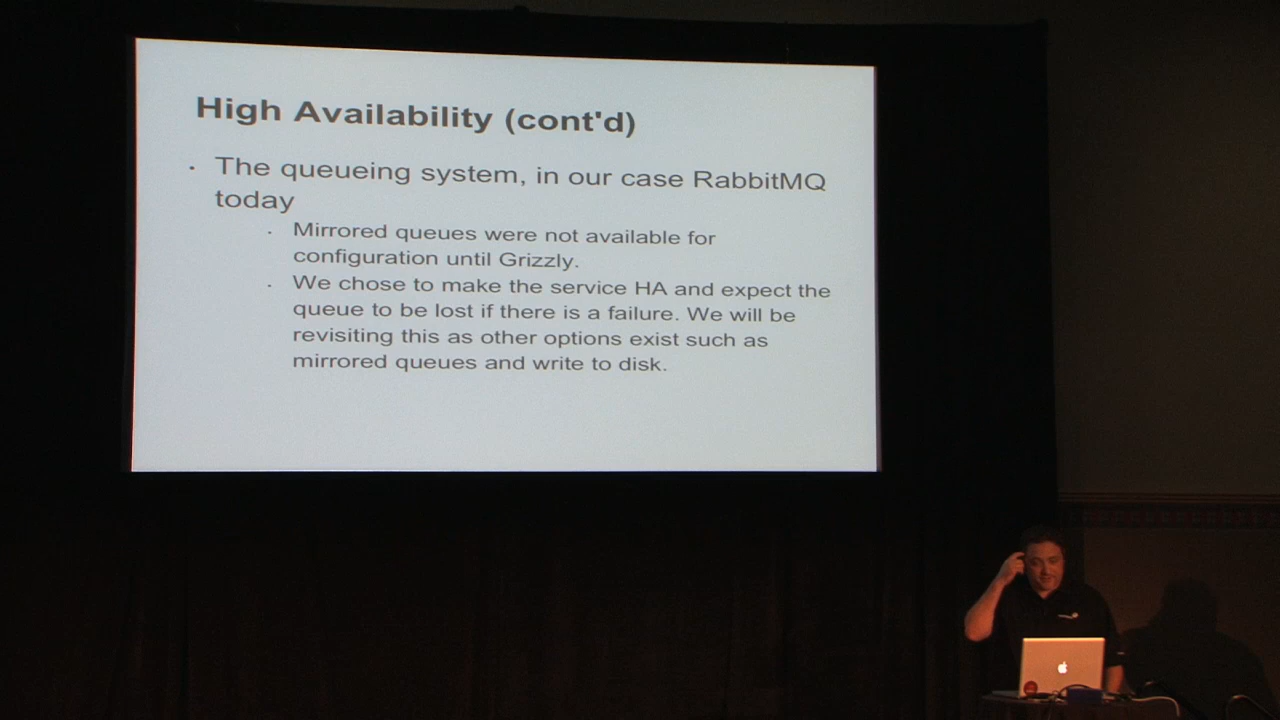 High Availability (cont'd)
· The queueing system, in our case RabbitMQ
today
· Mirrored queues were not available for
configuration until Grizzly.
· We chose to make the service HA and expect the
queue to be lost if there is a failure. We will be
revisiting this as other options exist such as
mirrored queues and write to disk.